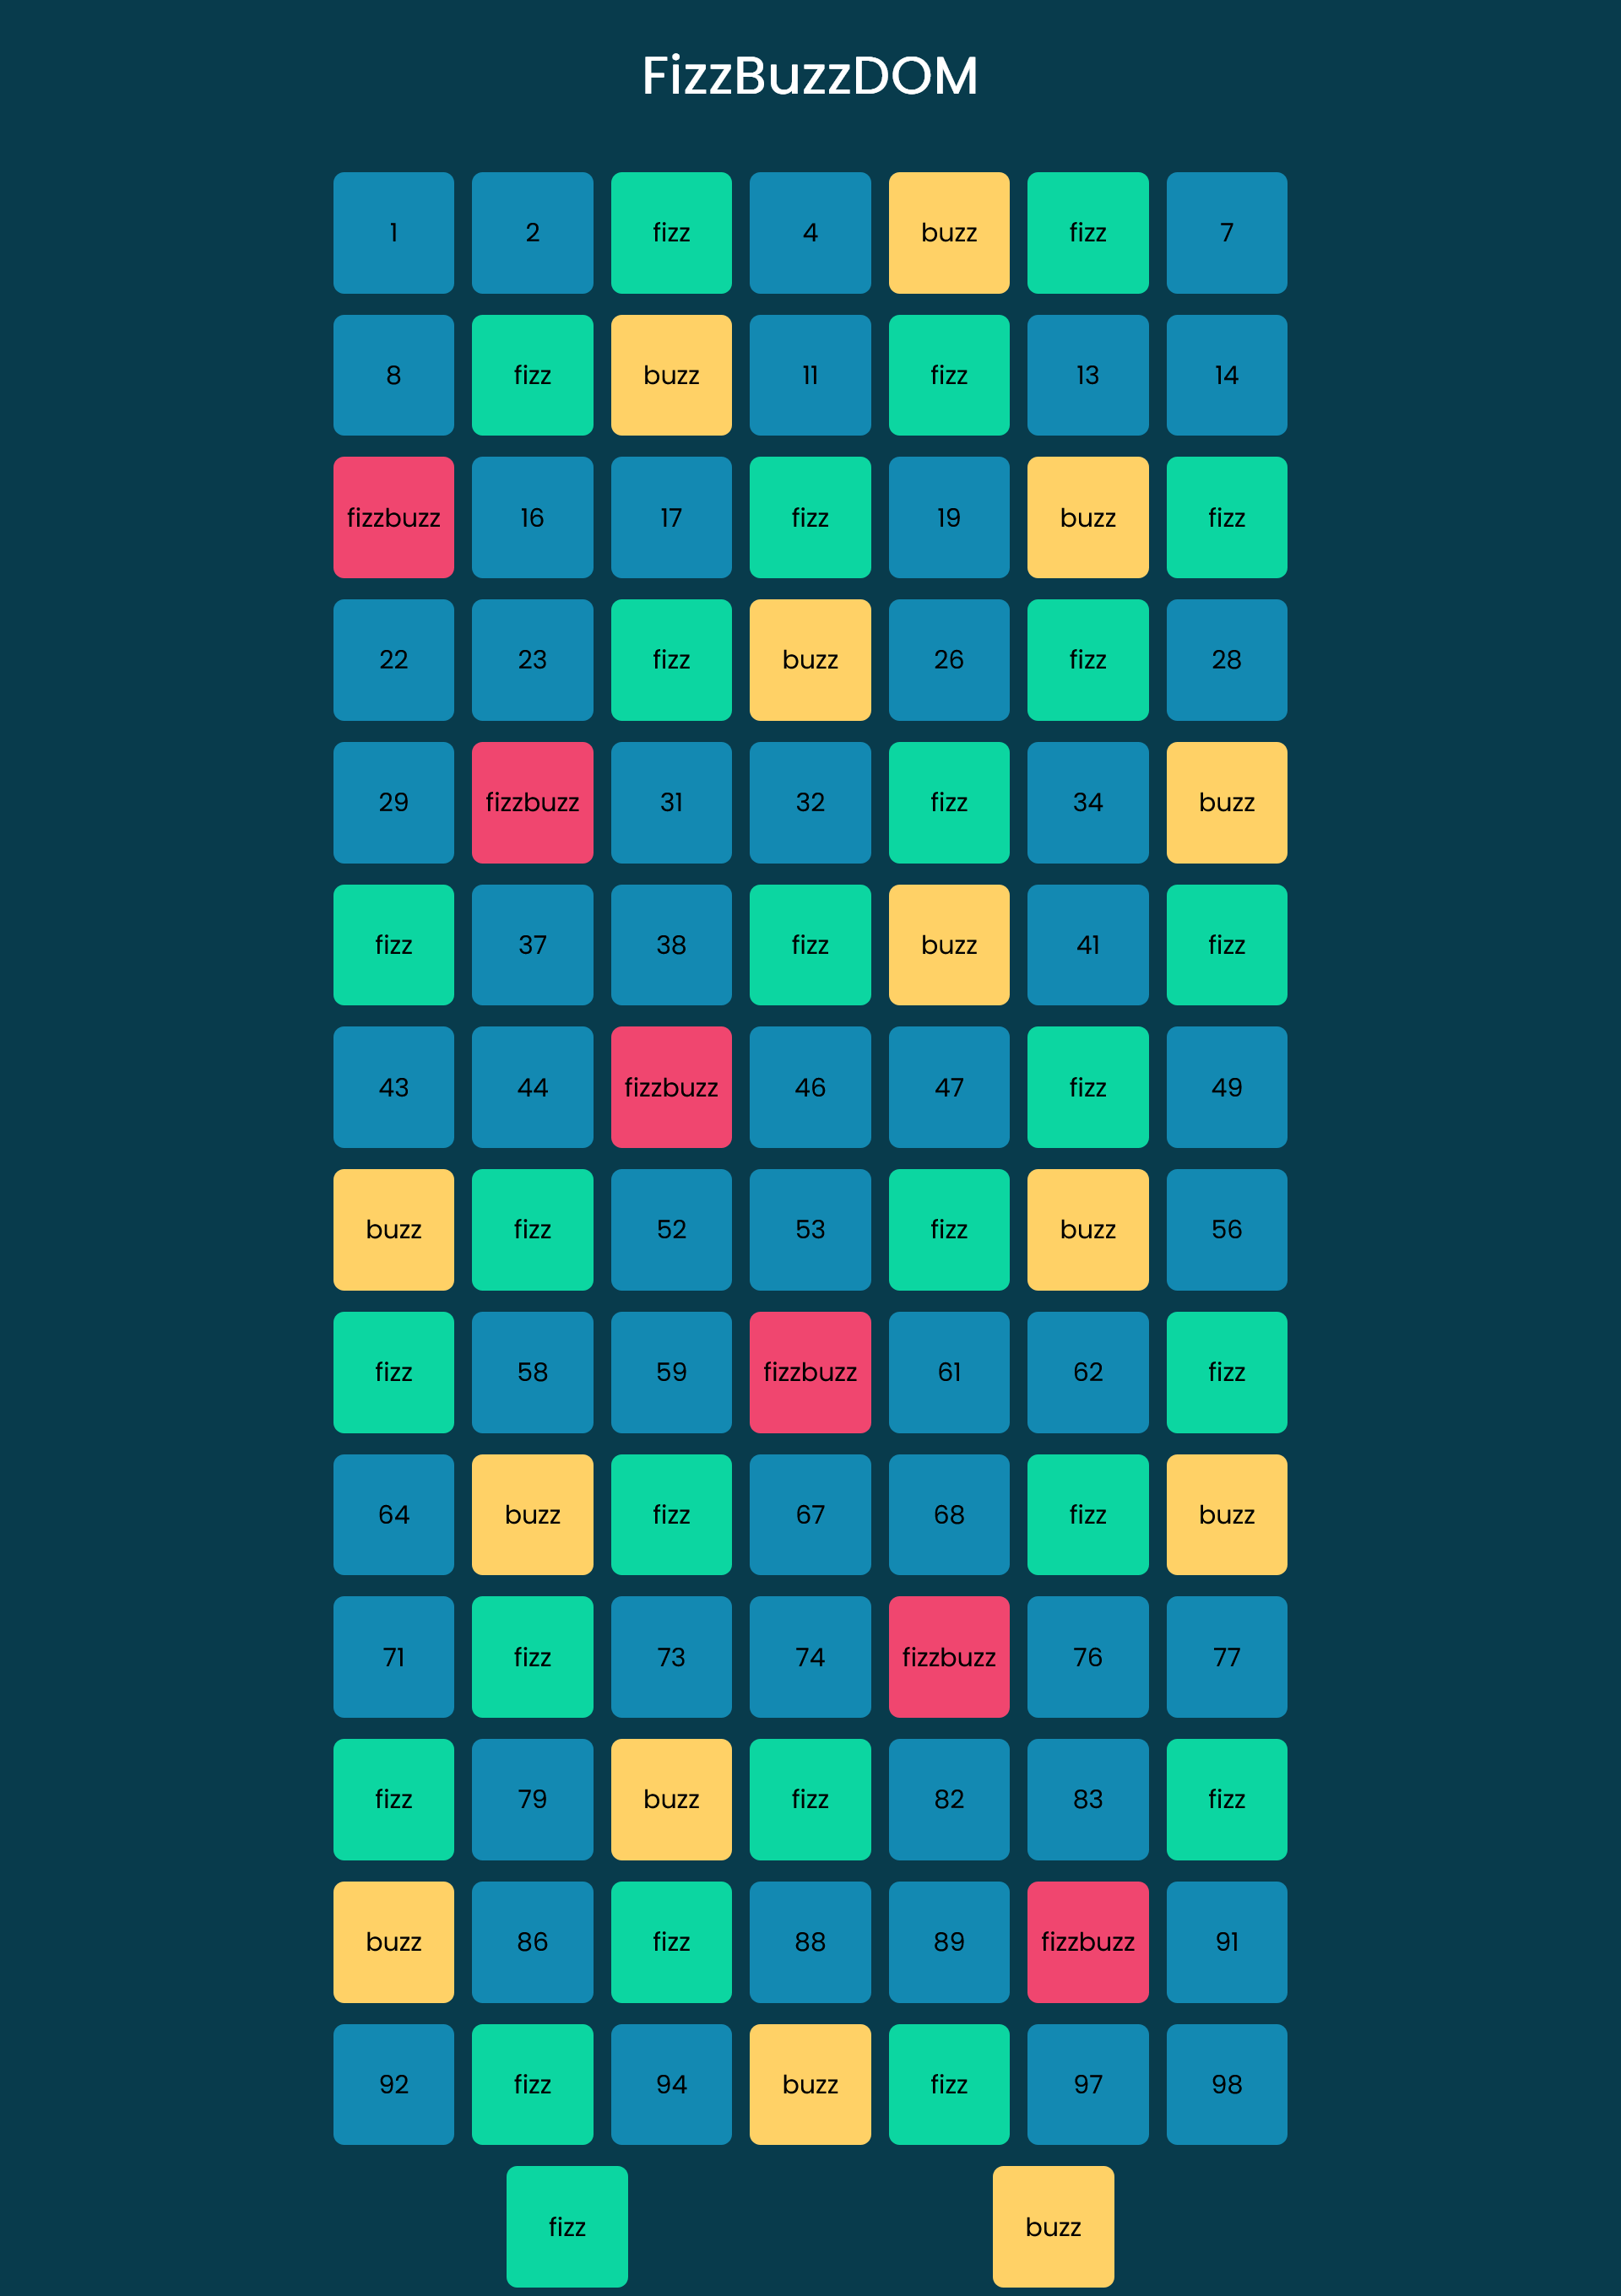 FizzBuzzDOM
1 2 fizz 4 buzz fizz 7
8 fizz buzz 11 fizz 13 14
fizzbuzz 16 17 fizz 19 buzz fizz
22 23 fizz buzz 26 fizz 28
29 fizzbuzz 31 32 fizz 34 buzz
fizz 37 38 fizz buzz 41 fizz
43 44 fizzbuzz 46 47 fizz 49
buzz fizz 52 53 fizz buzz 56
fizz 58 59 fizzbuzz 61 62 fizz
64 buzz fizz 67 68 fizz buzz
71 fizz 73 74 fizzbuzz 76 77
fizz 79 buzz fizz 82 83 fizz
buzz 86 fizz 88 89 fizzbuzz 91
92 fizz 94 buzz fizz 97 98
fizz buzz